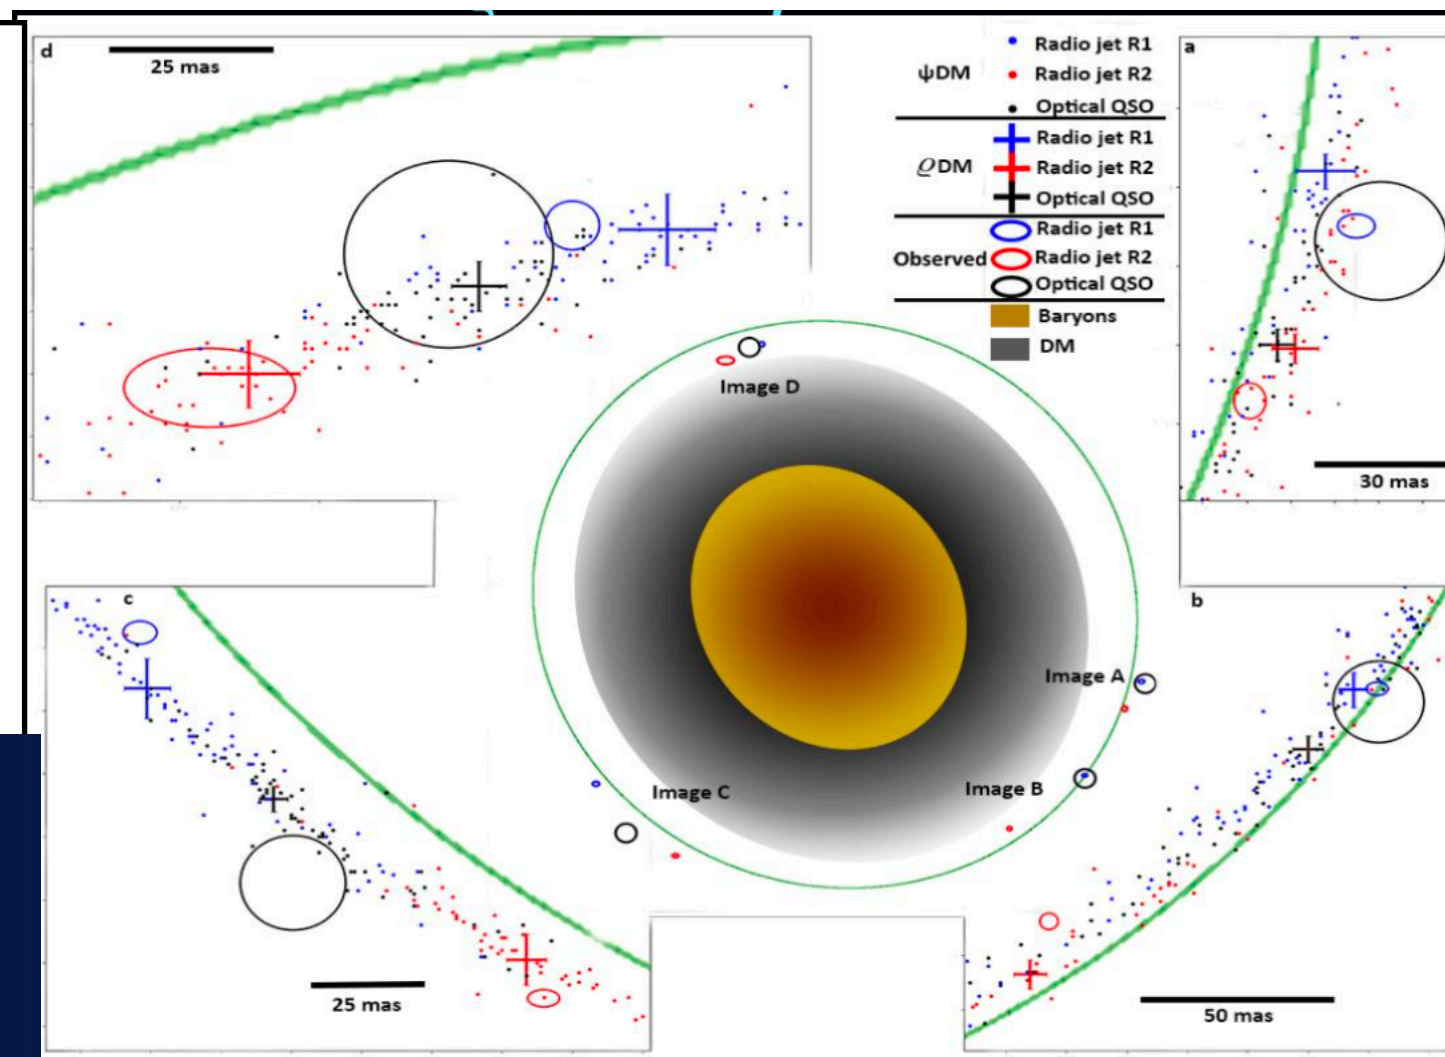 d
25 mas
ψDM
Radio jet R1
Radio jet R2
Optical QSO
ϱDM
Radio jet R1
Radio jet R2
Optical QSO
Observed
Radio jet R1
Radio jet R2
Optical QSO
Baryons
DM
a
30 mas
Image D
Image A
Image B
Image C
c
25 mas
b
50 mas